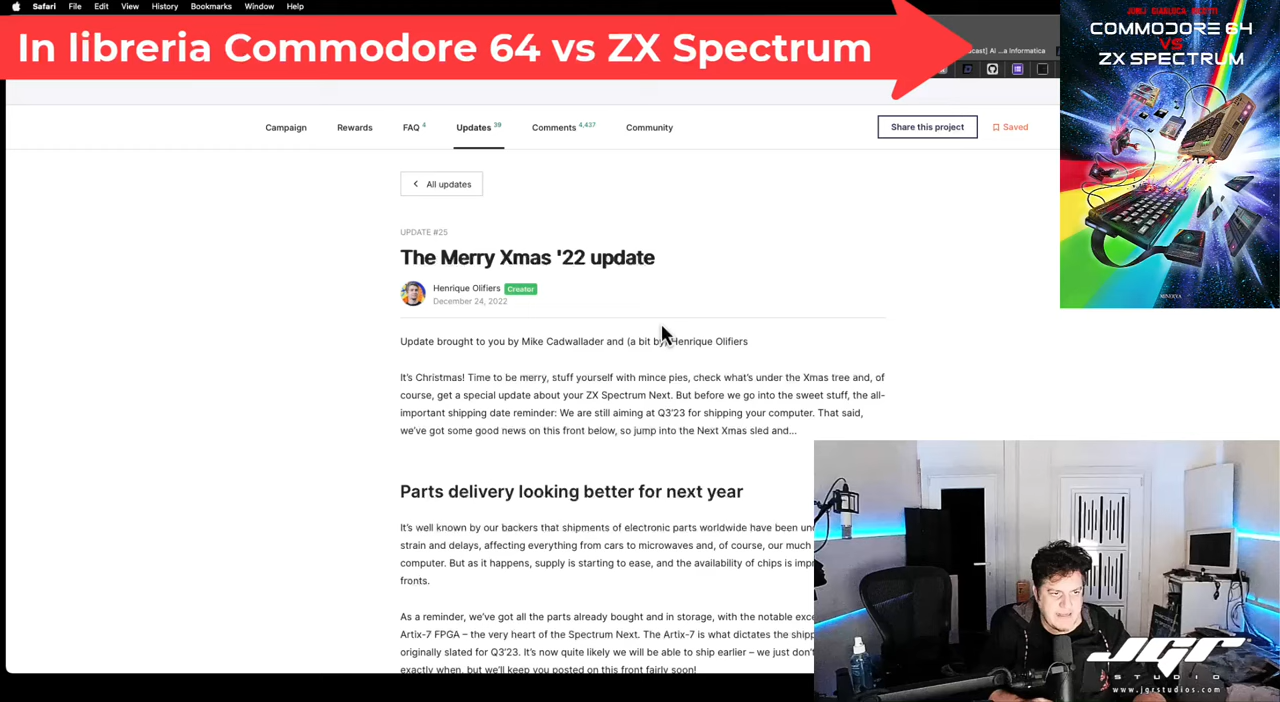 Safari File Edit View History Bookmarks Window Help
In libreria Commodore 64 vs ZX Spectrum
cast] AI ...a Informatica
COMMODORE 64
VS
ZX SPECTRUM
MINERVA
Campaign Rewards FAQ 4 Updates 39 Comments 4,437 Community
Share this project
Saved
All updates
UPDATE #25
The Merry Xmas '22 update
Henrique Olifiers Creator
December 24, 2022
Update brought to you by Mike Cadwallader and (a bit by) Henrique Olifiers
It's Christmas! Time to be merry, stuff yourself with mince pies, check what's under the Xmas tree and, of
course, get a special update about your ZX Spectrum Next. But before we go into the sweet stuff, the all-
important shipping date reminder: We are still aiming at Q3'23 for shipping your computer. That said,
we've got some good news on this front below, so jump into the Next Xmas sled and...
Parts delivery looking better for next year
It's well known by our backers that shipments of electronic parts worldwide have been un
strain and delays, affecting everything from cars to microwaves and, of course, our much
computer. But as it happens, supply is starting to ease, and the availability of chips is imp
fronts.
As a reminder, we've got all the parts already bought and in storage, with the notable exce
Artix-7 FPGA – the very heart of the Spectrum Next. The Artix-7 is what dictates the shipp
originally slated for Q3'23. It's now quite likely we will be able to ship earlier – we just don'
exactly when, but we'll keep you posted on this front fairly soon!
JGR
STUDIO
www.jgrstudios.com